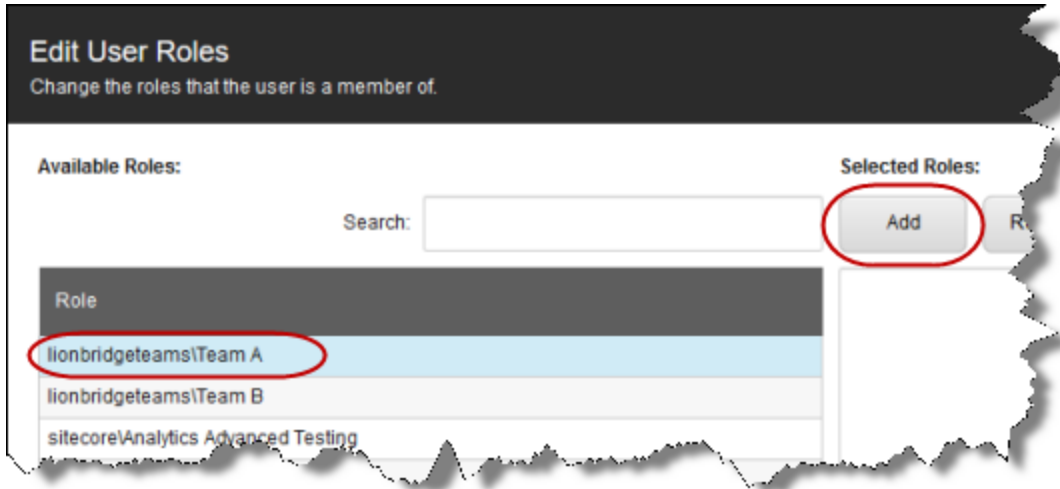 Edit User Roles
Change the roles that the user is a member of.
Available Roles:
Selected Roles:
Search:
Add
Role
lionbridgeteams\Team A
lionbridgeteams\Team B
sitecore\Analytics Advanced Testing